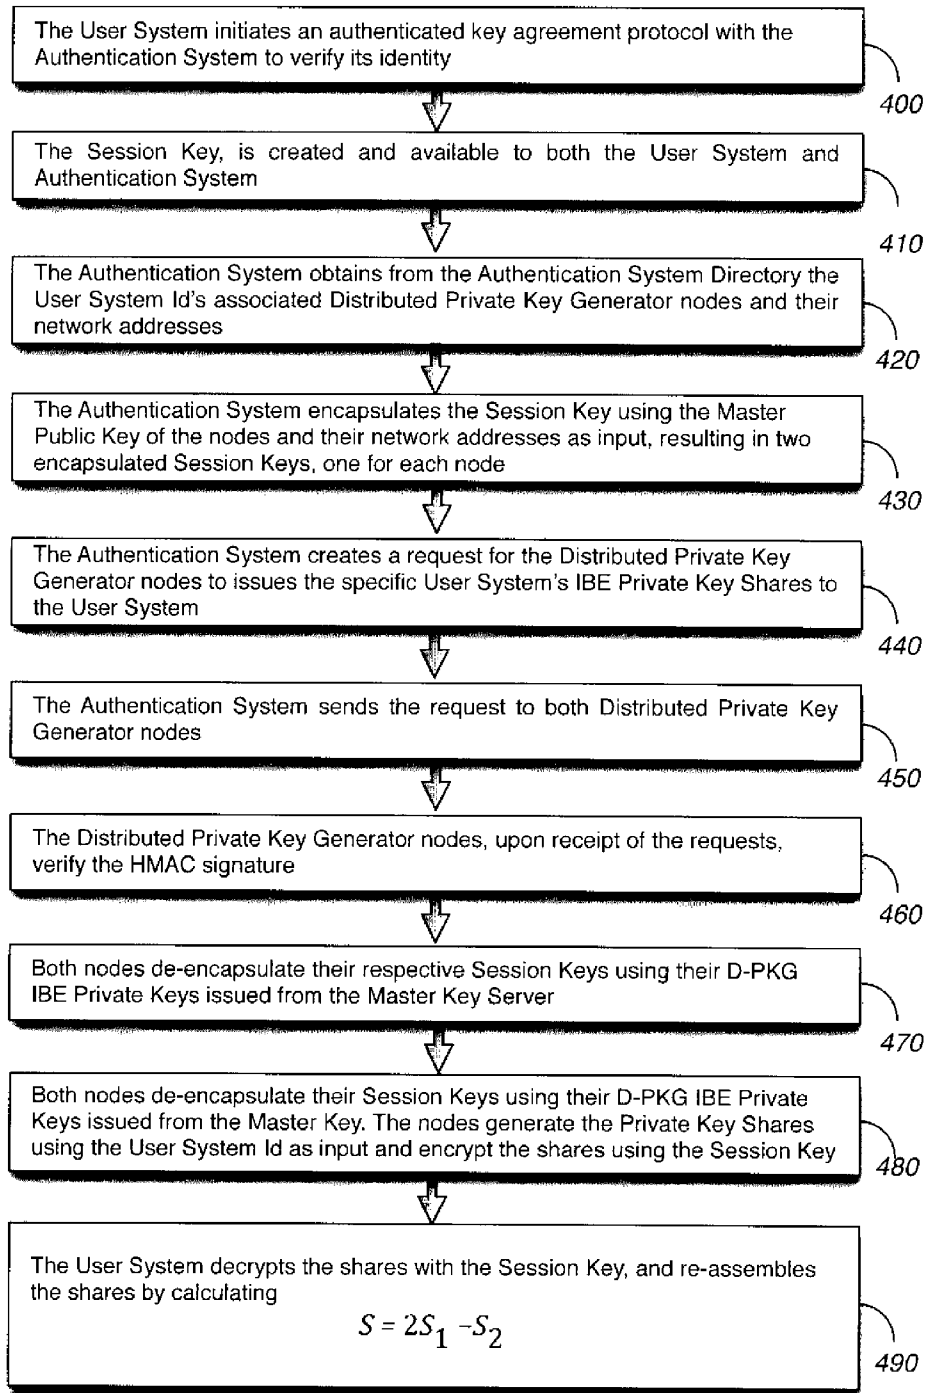 The User System initiates an authenticated key agreement protocol with the
Authentication System to verify its identity
400
The Session Key, is created and available to both the User System and
Authentication System
410
The Authentication System obtains from the Authentication System Directory the
User System Id's associated Distributed Private Key Generator nodes and their
network addresses
420
The Authentication System encapsulates the Session Key using the Master
Public Key of the nodes and their network addresses as input, resulting in two
encapsulated Session Keys, one for each node
430
The Authentication System creates a request for the Distributed Private Key
Generator nodes to issues the specific User System's IBE Private Key Shares to
the User System
440
The Authentication System sends the request to both Distributed Private Key
Generator nodes
450
The Distributed Private Key Generator nodes, upon receipt of the requests,
verify the HMAC signature
460
Both nodes de-encapsulate their respective Session Keys using their D-PKG
IBE Private Keys issued from the Master Key Server
470
Both nodes de-encapsulate their Session Keys using their D-PKG IBE Private
Keys issued from the Master Key. The nodes generate the Private Key Shares
using the User System Id as input and encrypt the shares using the Session Key
480
The User System decrypts the shares with the Session Key, and re-assembles
the shares by calculating
S = 2S₁ –S₂
490